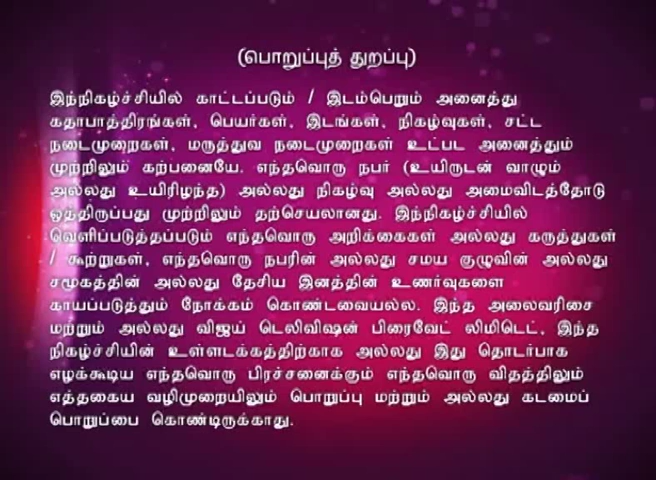 (பொறுப்புத் துறப்பு)
இந்நிகழ்ச்சியில் காட்டப்படும் / இடம்பெறும் அனைத்து
கதாபாத்திரங்கள், பெயர்கள், இடங்கள், நிகழ்வுகள், சட்ட
நடைமுறைகள், மருத்துவ நடைமுறைகள் உட்பட அனைத்தும்
முற்றிலும் கற்பனையே. எந்தவொரு நபர் (உயிருடன் வாழும்
அல்லது உயிரிழந்த) அல்லது நிகழ்வு அல்லது அமைவிடத்தோடு
ஒத்திருப்பது முற்றிலும் தற்செயலானது. இந்நிகழ்ச்சியில்
வெளிப்படுத்தப்படும் எந்தவொரு அறிக்கைகள் அல்லது கருத்துகள்
/ கூற்றுகள், எந்தவொரு நபரின் அல்லது சமய குழுவின் அல்லது
சமூகத்தின் அல்லது தேசிய இனத்தின் உணர்வுகளை
காயப்படுத்தும் நோக்கம் கொண்டவையல்ல. இந்த அலைவரிசை
மற்றும் அல்லது விஜய் டெலிவிஷன் பிரைவேட் லிமிடெட், இந்த
நிகழ்ச்சியின் உள்ளடக்கத்திற்காக அல்லது இது தொடர்பாக
எழக்கூடிய எந்தவொரு பிரச்சனைக்கும் எந்தவொரு விதத்திலும்
எத்தகைய வழிமுறையிலும் பொறுப்பு மற்றும் அல்லது கடமைப்
பொறுப்பை கொண்டிருக்காது.